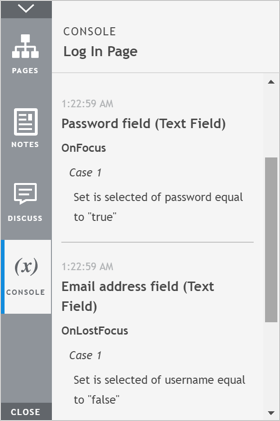 PAGES
NOTES
DISCUSS
(x)
CONSOLE
CLOSE
CONSOLE
Log In Page
1:22:59 AM
Password field (Text Field)
OnFocus
Case 1
Set is selected of password equal
to "true"
1:22:59 AM
Email address field (Text
Field)
OnLostFocus
Case 1
Set is selected of username equal
to "false"